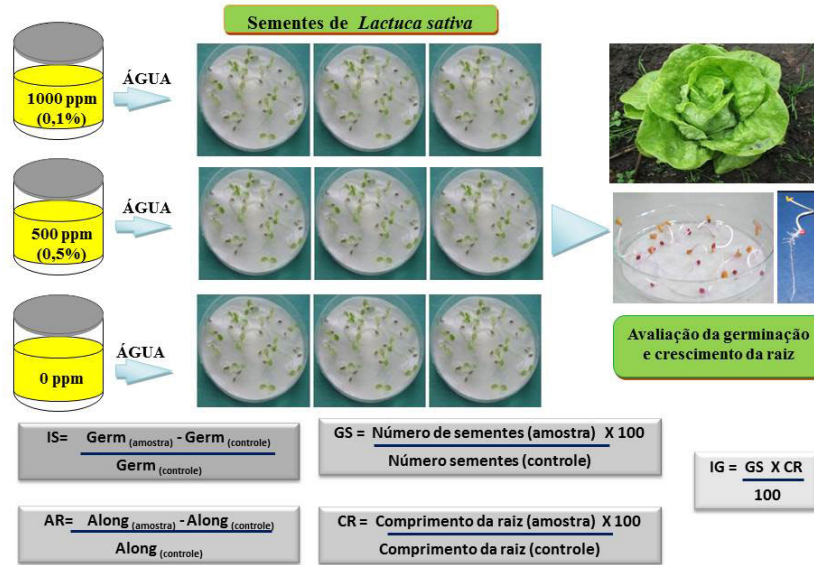 Sementes de Lactuca sativa
1000 ppm
(0,1%)
ÁGUA
500 ppm
(0,5%)
ÁGUA
0 ppm
ÁGUA
Avaliação da germinação
e crescimento da raiz
IS= Germ (amostra) - Germ (controle)
Germ (controle)
GS = Número de sementes (amostra) X 100
Número sementes (controle)
IG = GS X CR
100
AR= Along (amostra) - Along (controle)
Along (controle)
CR = Comprimento da raiz (amostra) X 100
Comprimento da raiz (controle)